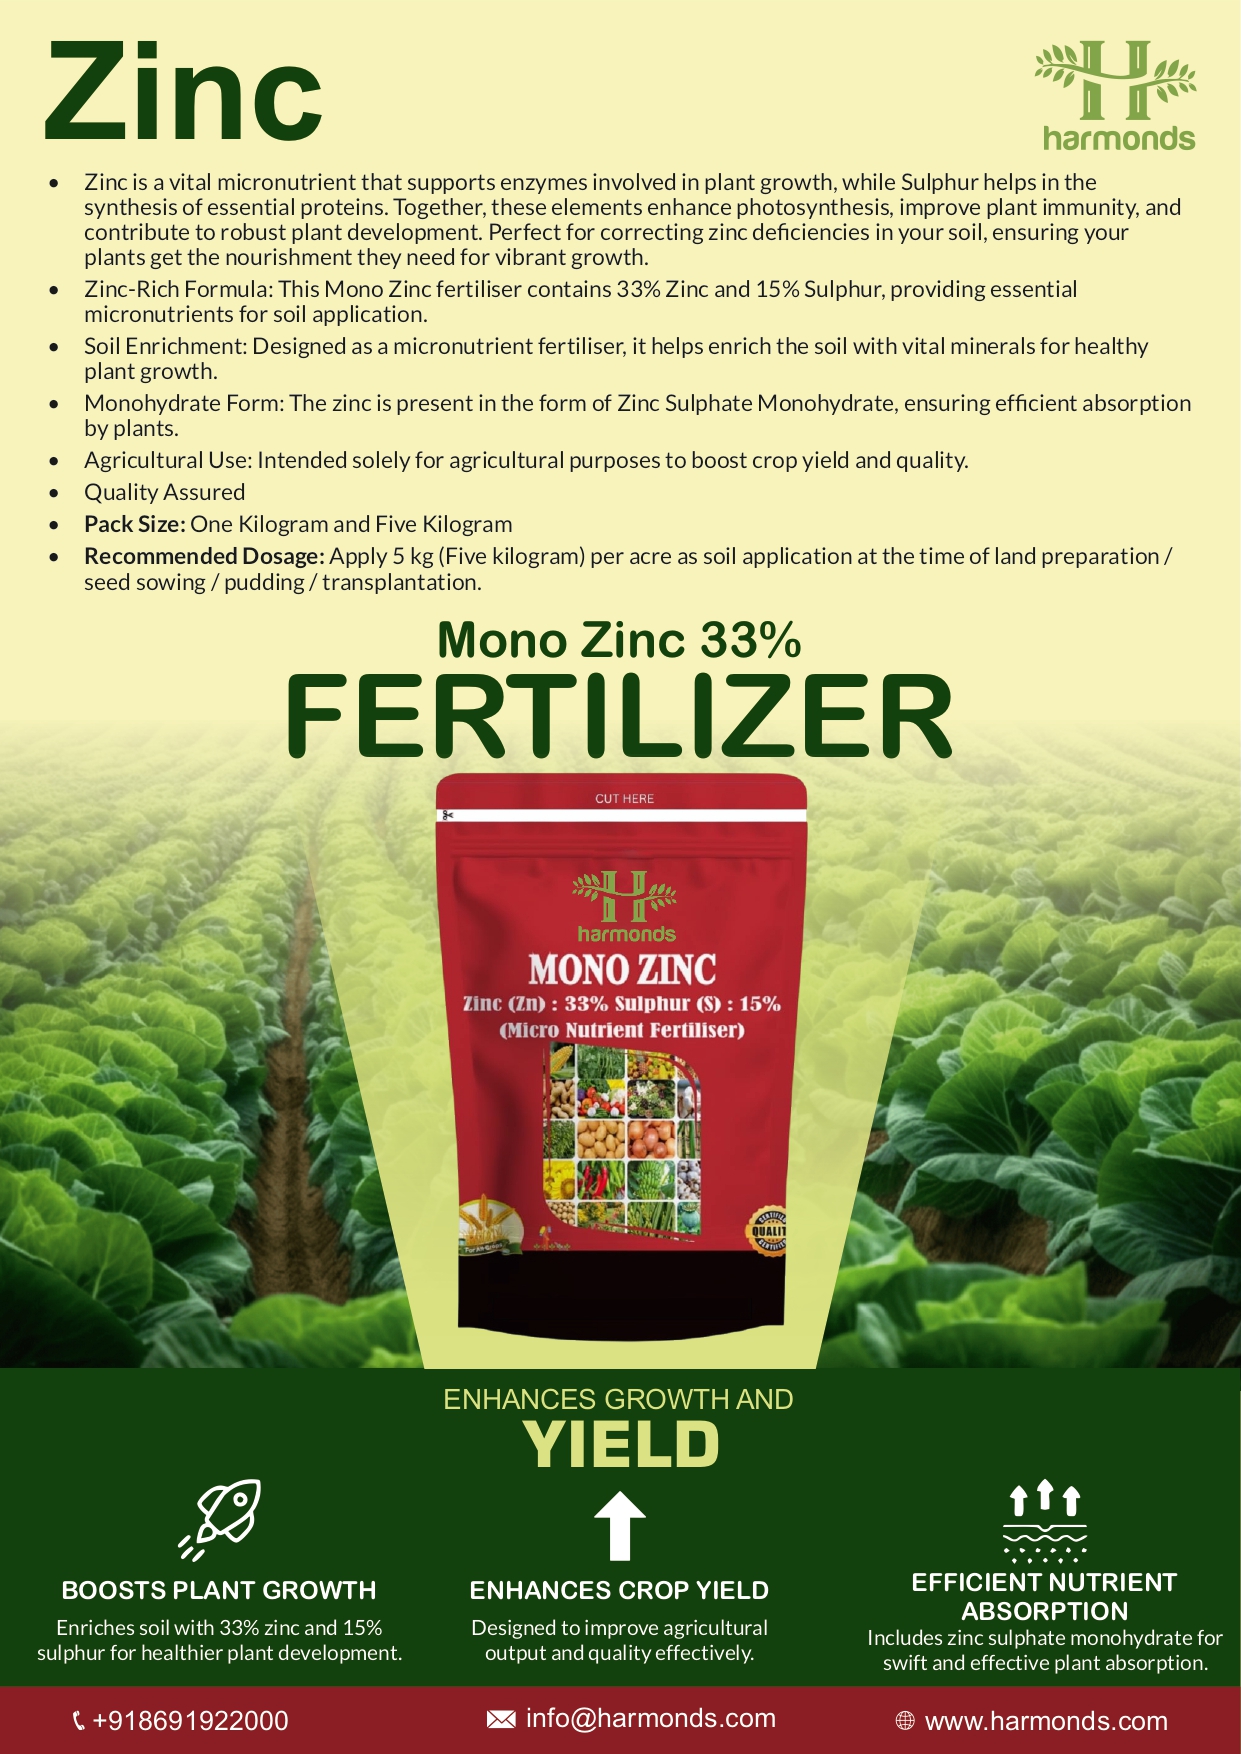 Zinc
harmonds
• Zinc is a vital micronutrient that supports enzymes involved in plant growth, while Sulphur helps in the
synthesis of essential proteins. Together, these elements enhance photosynthesis, improve plant immunity, and
contribute to robust plant development. Perfect for correcting zinc deficiencies in your soil, ensuring your
plants get the nourishment they need for vibrant growth.
• Zinc-Rich Formula: This Mono Zinc fertiliser contains 33% Zinc and 15% Sulphur, providing essential
micronutrients for soil application.
• Soil Enrichment: Designed as a micronutrient fertiliser, it helps enrich the soil with vital minerals for healthy
plant growth.
• Monohydrate Form: The zinc is present in the form of Zinc Sulphate Monohydrate, ensuring efficient absorption
by plants.
• Agricultural Use: Intended solely for agricultural purposes to boost crop yield and quality.
• Quality Assured
• Pack Size: One Kilogram and Five Kilogram
• Recommended Dosage: Apply 5 kg (Five kilogram) per acre as soil application at the time of land preparation /
seed sowing / pudding / transplantation.
Mono Zinc 33%
FERTILIZER
CUT HERE
harmonds
MONO ZINC
Zinc (Zn) : 33% Sulphur (S) : 15%
(Micro Nutrient Fertiliser)
ENHANCES GROWTH AND
YIELD
BOOSTS PLANT GROWTH
Enriches soil with 33% zinc and 15%
sulphur for healthier plant development.
ENHANCES CROP YIELD
Designed to improve agricultural
output and quality effectively.
EFFICIENT NUTRIENT
ABSORPTION
Includes zinc sulphate monohydrate for
swift and effective plant absorption.
+918691922000
info@harmonds.com
www.harmonds.com